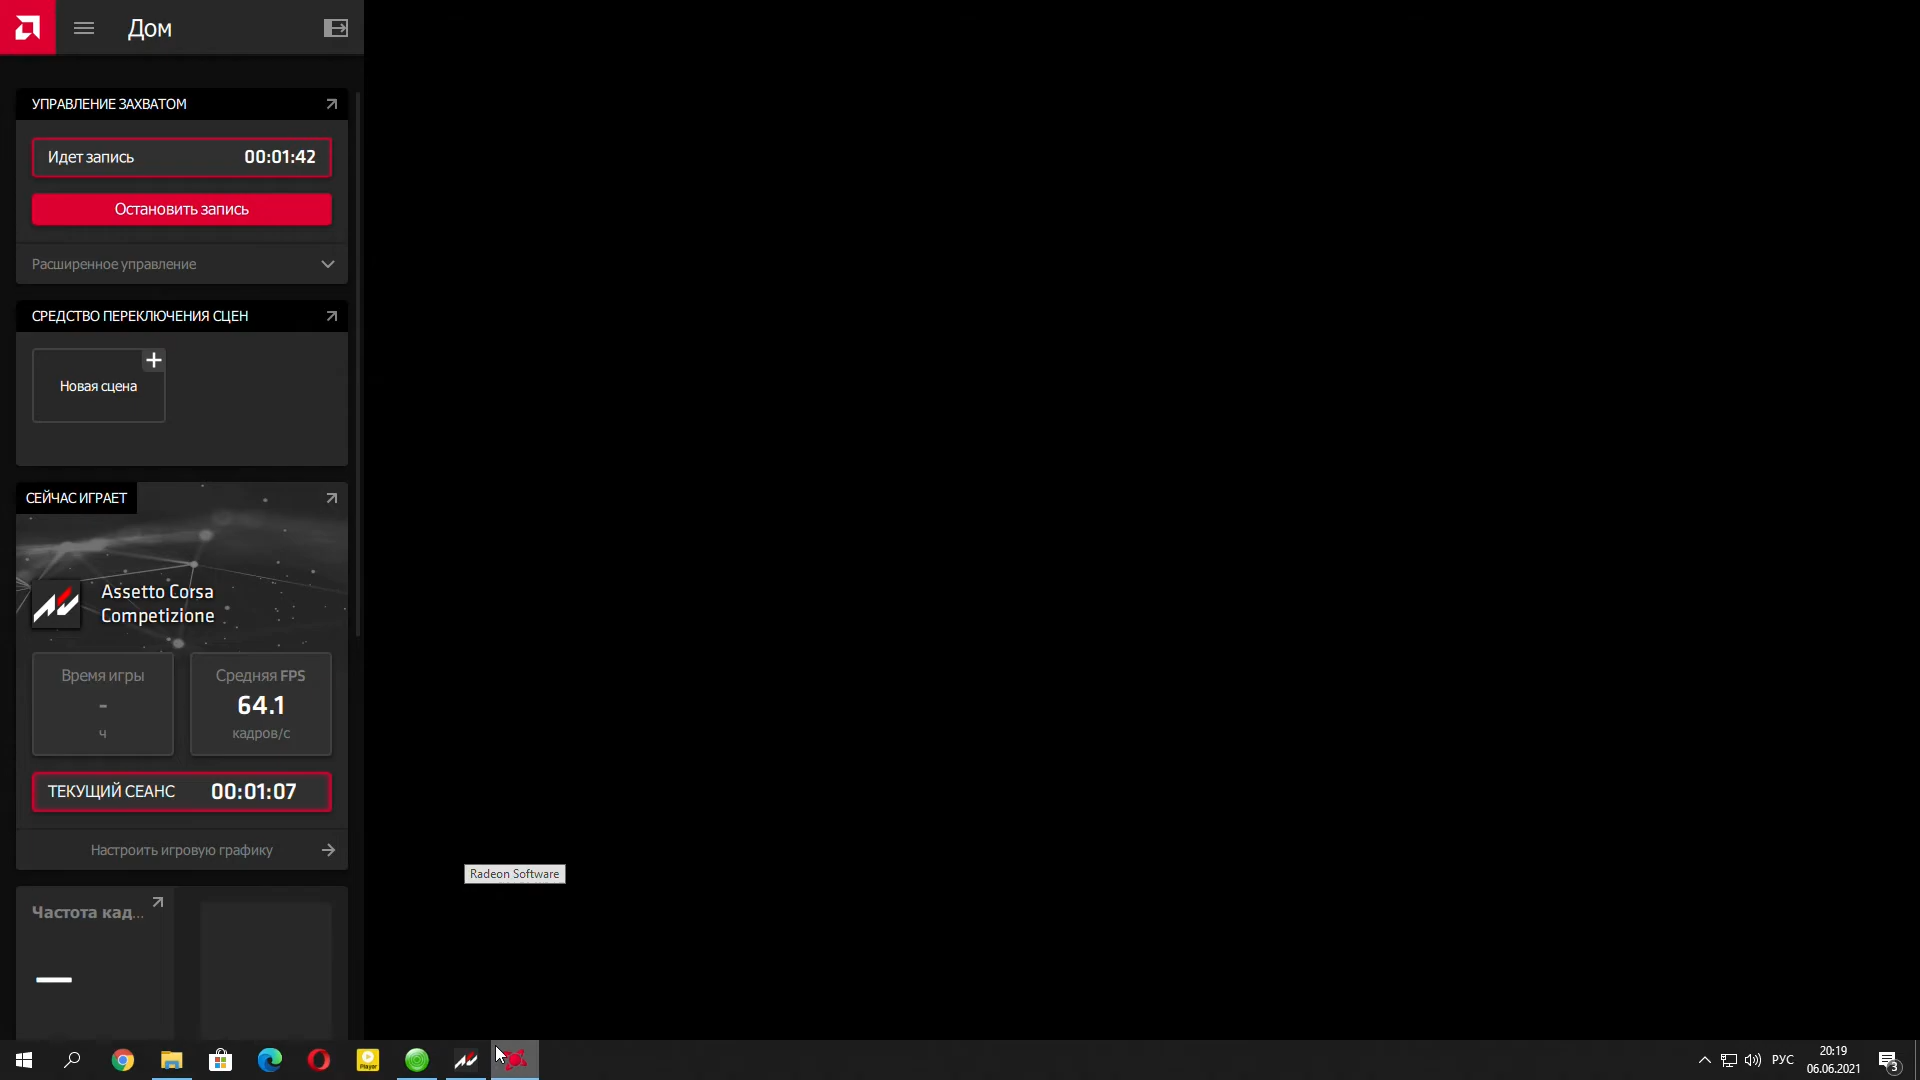 Дом
УПРАВЛЕНИЕ ЗАХВАТОМ
Идет запись 00:01:42
Остановить запись
Расширенное управление
СРЕДСТВО ПЕРЕКЛЮЧЕНИЯ СЦЕН
Новая сцена
СЕЙЧАС ИГРАЕТ
Assetto Corsa
Competizione
Время игры
-
ч
Средняя FPS
64.1
кадров/с
ТЕКУЩИЙ СЕАНС 00:01:07
Настроить игровую графику
Radeon Software
Частота кад...
Player
РУС
20:19
06.06.2021
3